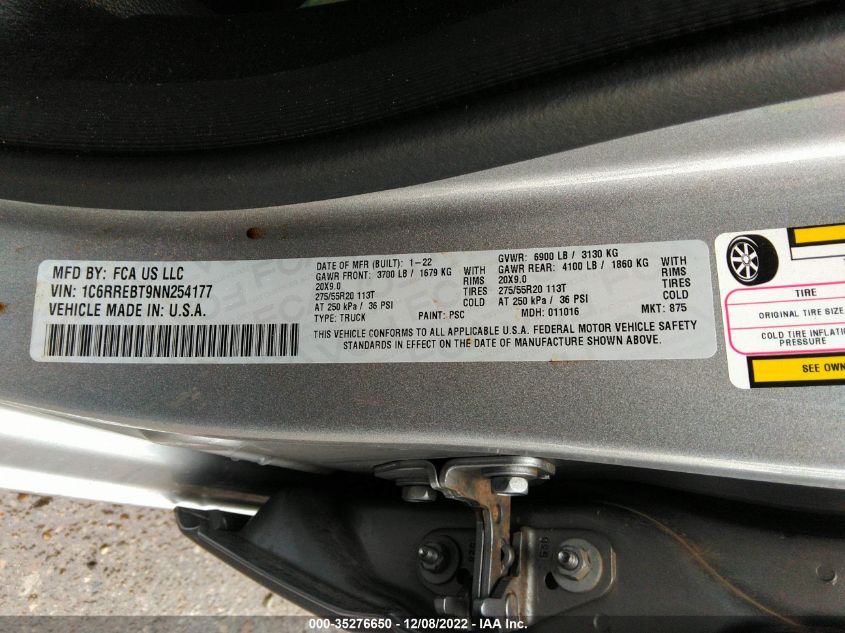 MFD BY: FCA US LLC
VIN: 1C6RREBT9NN254177
VEHICLE MADE IN: U.S.A.
DATE OF MFR (BUILT): 1-22
GAWR FRONT: 3700 LB / 1679 KG WITH
20X9.0 RIMS
275/55R20 113T TIRES
AT 250 kPa / 36 PSI COLD
TYPE: TRUCK PAINT: PSC
GVWR: 6900 LB / 3130 KG
GAWR REAR: 4100 LB / 1860 KG WITH
20X9.0 RIMS
275/55R20 113T TIRES
AT 250 kPa / 36 PSI COLD
MDH: 011016 MKT: 875
THIS VEHICLE CONFORMS TO ALL APPLICABLE U.S.A. FEDERAL MOTOR VEHICLE SAFETY
STANDARDS IN EFFECT ON THE DATE OF MANUFACTURE SHOWN ABOVE.
TIRE
ORIGINAL TIRE SIZE
COLD TIRE
PRESSURE
SEE
000-35276650 - 12/08/2022 - IAA Inc.